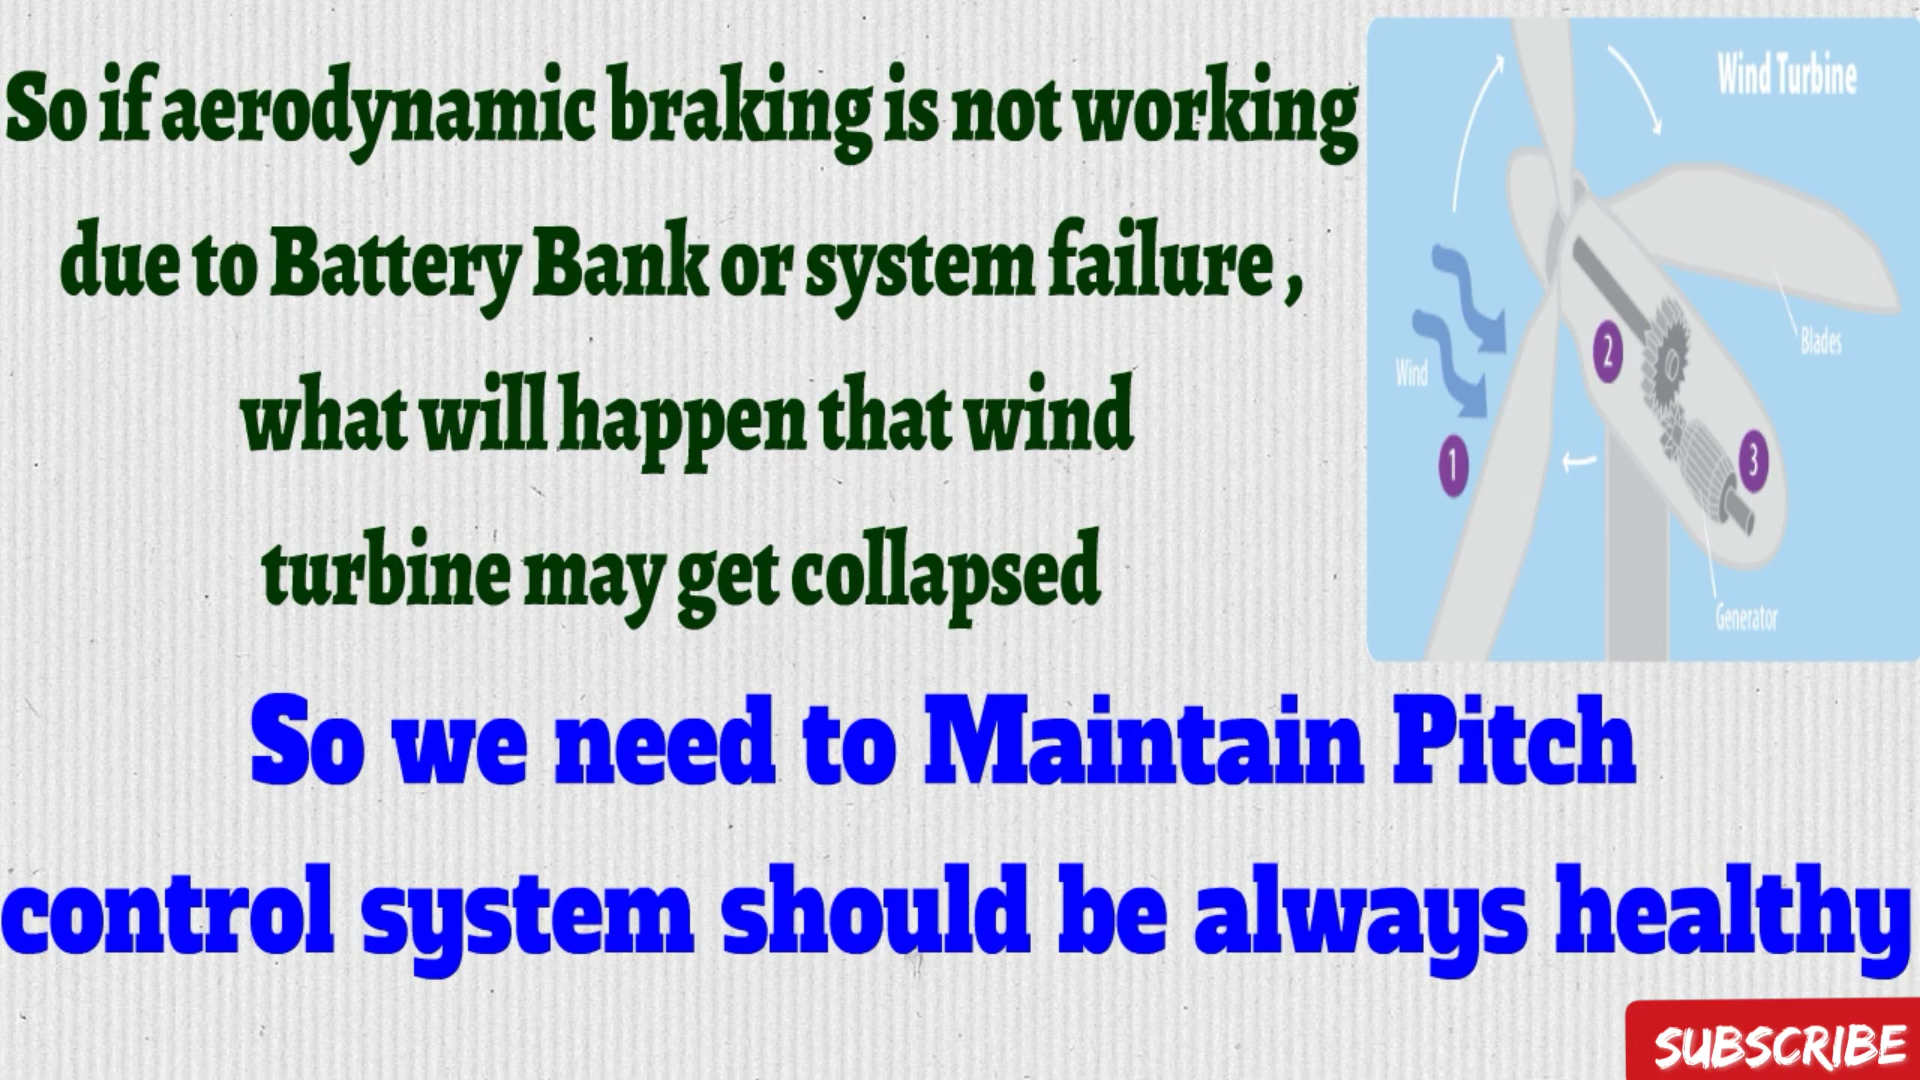 So if aerodynamic braking is not working
due to Battery Bank or system failure ,
what will happen that wind
turbine may get collapsed
So we need to Maintain Pitch
control system should be always healthy
Wind Turbine
Blades
Wind
2
1
3
Generator
SUBSCRIBE